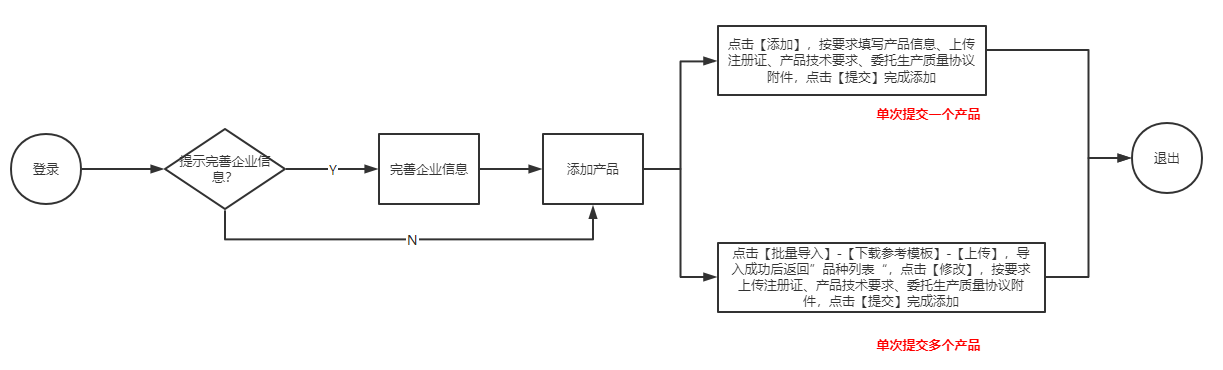 登录
提示完善企业信
息?
Y
N
完善企业信息
添加产品
点击【添加】，按要求填写产品信息、上传
注册证、产品技术要求、委托生产质量协议
附件，点击【提交】完成添加
单次提交一个产品
点击【批量导入】-【下载参考模板】-【上传】，导
入成功后返回”品种列表“，点击【修改】，按要求
上传注册证、产品技术要求、委托生产质量协议附
件，点击【提交】完成添加
单次提交多个产品
退出